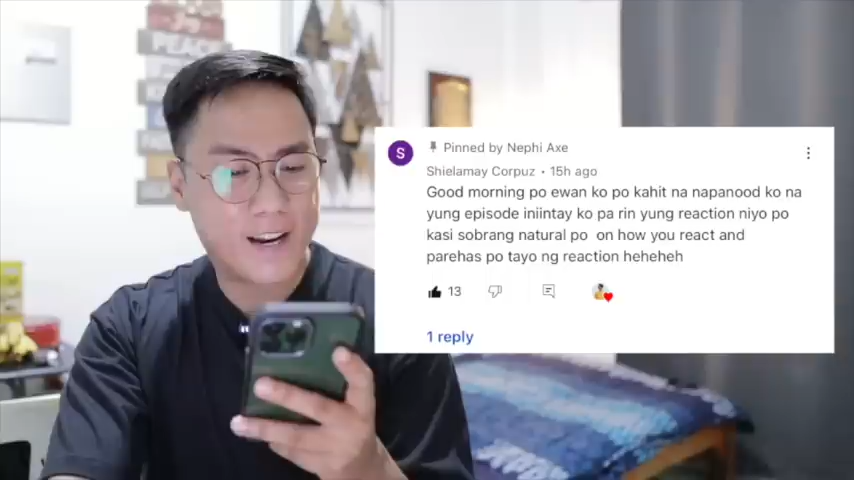 PEACE
S
Pinned by Nephi Axe
Shielamay Corpuz • 15h ago
Good morning po ewan ko po kahit na napanood ko na
yung episode iniintay ko pa rin yung reaction niyo po
kasi sobrang natural po on how you react and
parehas po tayo ng reaction heheheh
13
1 reply